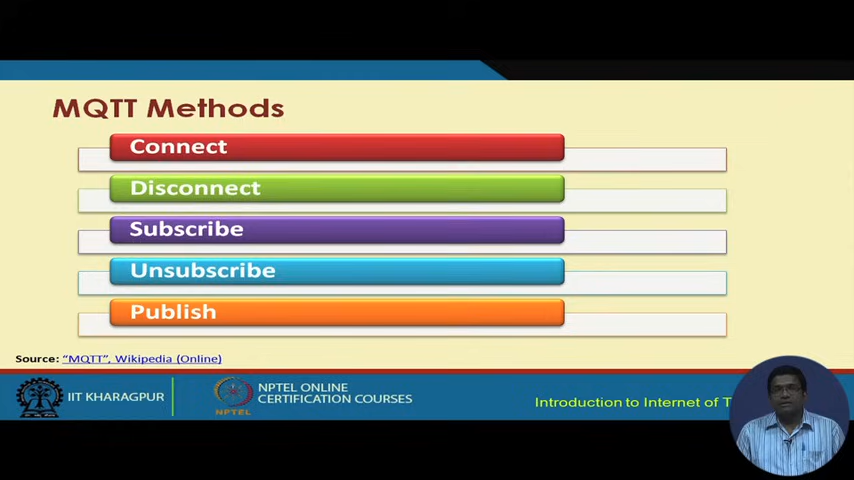 MQTT Methods
Connect
Disconnect
Subscribe
Unsubscribe
Publish
Source: "MQTT", Wikipedia (Online)
IIT KHARAGPUR
NPTEL
NPTEL ONLINE
CERTIFICATION COURSES
Introduction to Internet of T